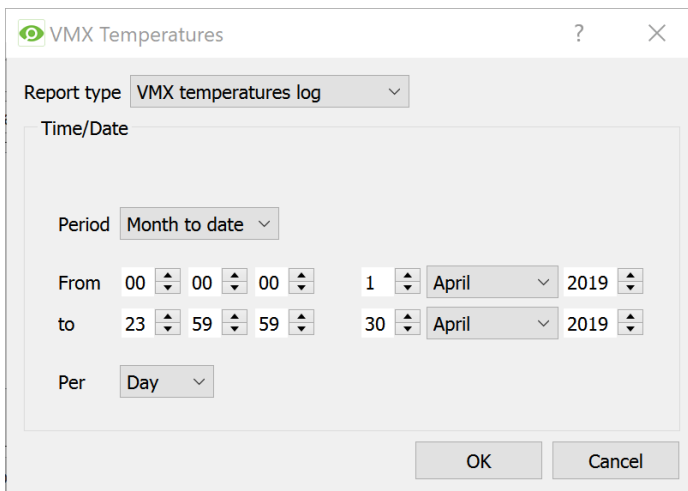 VMX Temperatures ?
Report type VMX temperatures log
Time/Date
Period Month to date
From 00 00 00 1 April 2019
to 23 59 59 30 April 2019
Per Day
OK Cancel